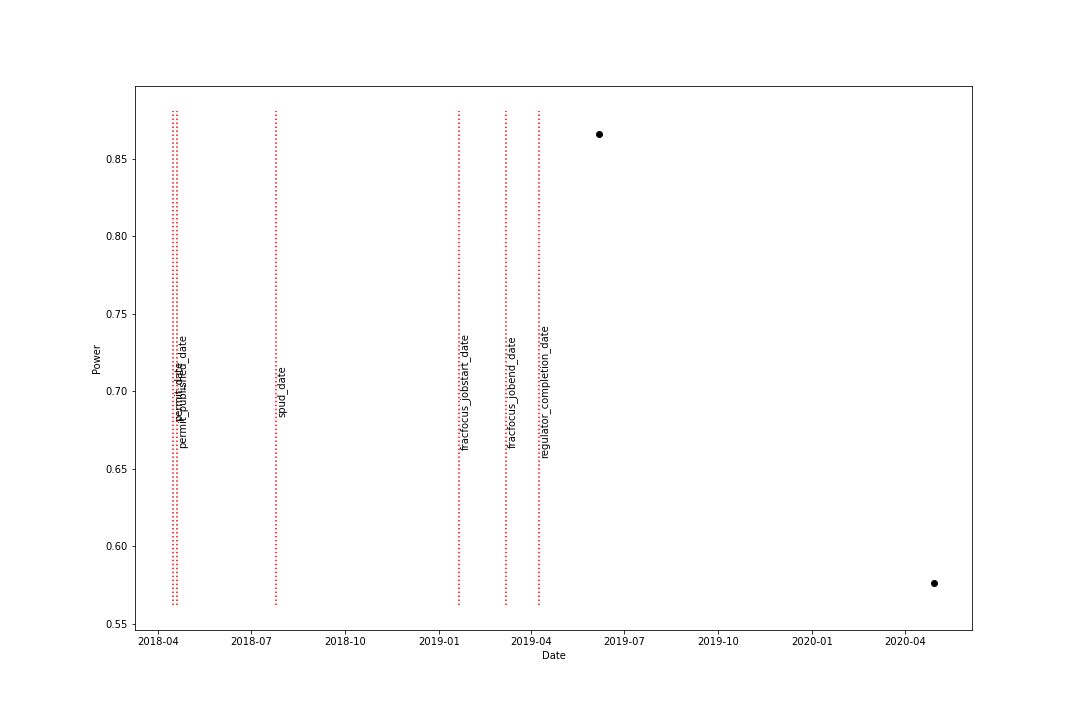 0.85
0.80
0.75
0.70
0.65
0.60
0.55
Power
permit_date
permit_published_date
spud_date
fracfocus_jobstart_date
fracfocus_jobend_date
regulator_completion_date
2018-04
2018-07
2018-10
2019-01
2019-04
2019-07
2019-10
2020-01
2020-04
Date